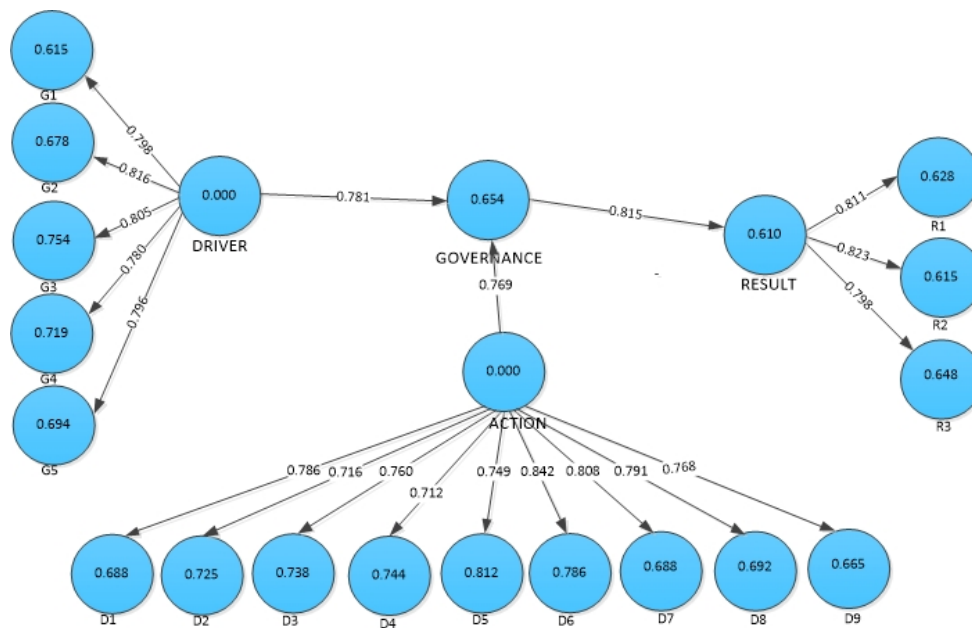 0.615
G1
0.678
G2
0.754
G3
0.719
G4
0.694
G5
0.798
0.816
0.805
0.780
0.796
0.000
DRIVER
0.781
0.654
GOVERNANCE
0.815
0.610
RESULT
0.811
0.823
0.798
0.628
R1
0.615
R2
0.648
R3
0.769
0.000
ACTION
0.786
0.716
0.760
0.712
0.749
0.842
0.808
0.791
0.768
0.688
D1
0.725
D2
0.738
D3
0.744
D4
0.812
D5
0.786
D6
0.688
D7
0.692
D8
0.665
D9